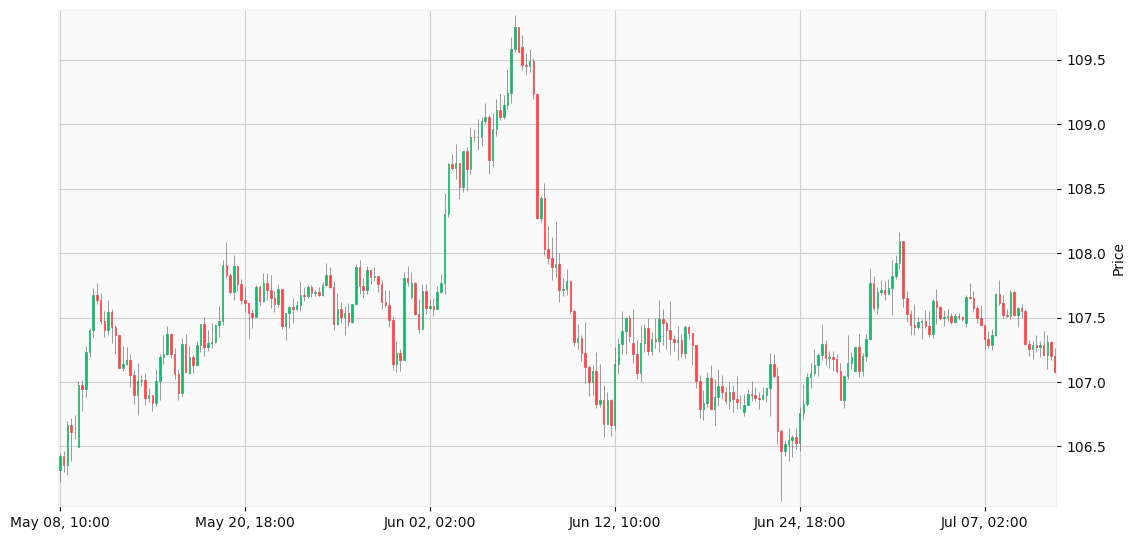 109.5
109.0
108.5
108.0
107.5
107.0
106.5
Price
May 08, 10:00
May 20, 18:00
Jun 02, 02:00
Jun 12, 10:00
Jun 24, 18:00
Jul 07, 02:00